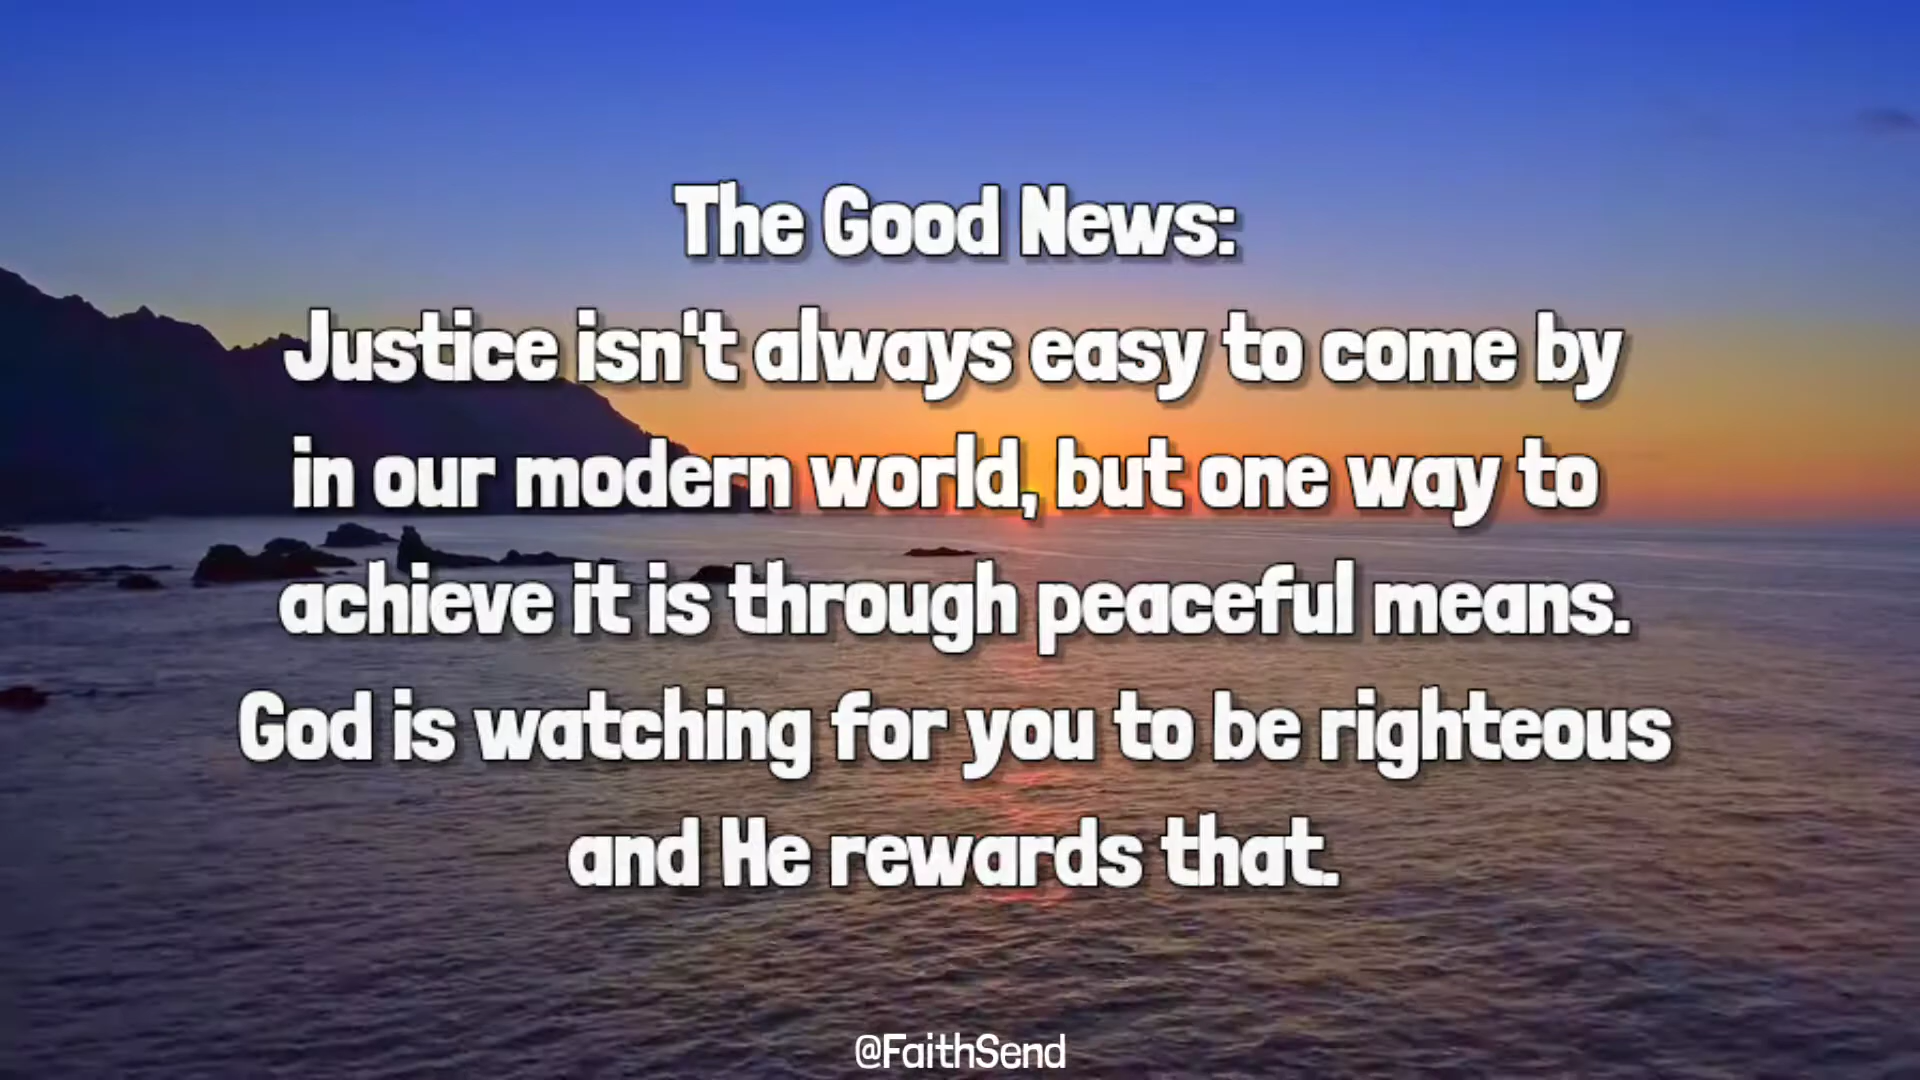 The Good News:
Justice isn't always easy to come by
in our modern world, but one way to
achieve it is through peaceful means.
God is watching for you to be righteous
and He rewards that.
@FaithSend